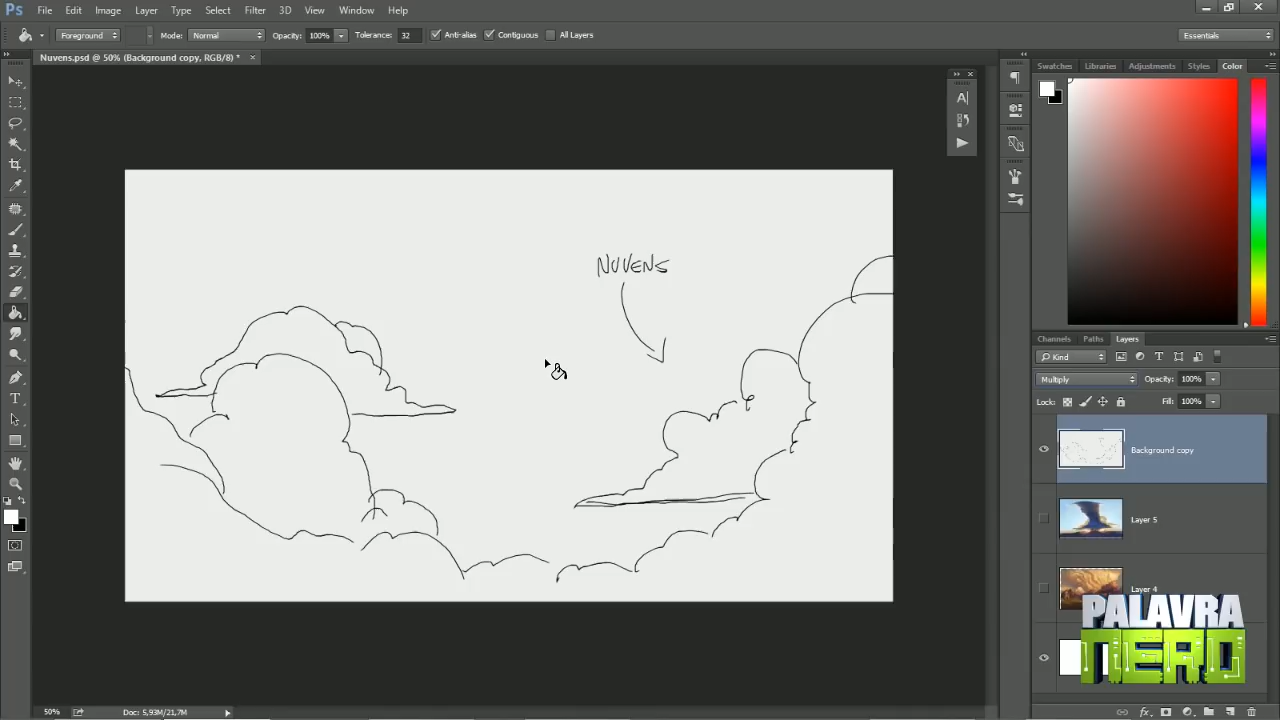 Ps File Edit Image Layer Type Select Filter 3D View Window Help
Foreground Mode: Normal Opacity: 100% Tolerance: 32 Anti-alias Contiguous All Layers Essentials
Nuvens.psd @ 50% (Background copy, RGB/8) * ×
Swatches Libraries Adjustments Styles Color
NUVENS
Channels Paths Layers
Kind
Multiply Opacity: 100%
Lock: Fill: 100%
Background copy
Layer 5
Layer 4
PALAVRA
NERD
50% Doc: 5,93M/21,7M